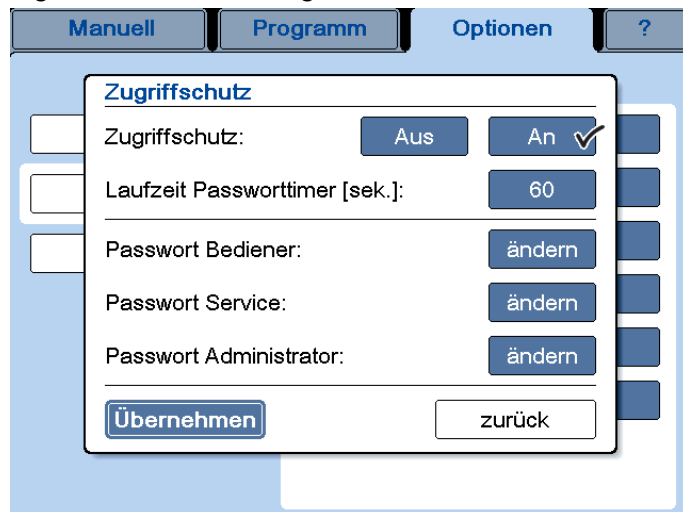 Manuell Programm Optionen ?
Zugriffschutz
Zugriffschutz: Aus An
Laufzeit Passworttimer [sek.]: 60
Passwort Bediener: ändern
Passwort Service: ändern
Passwort Administrator: ändern
Übernehmen zurück